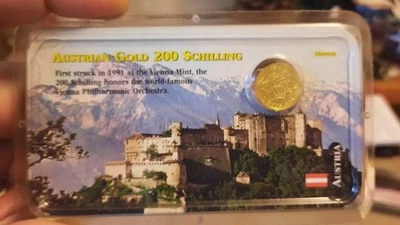 AUSTRIAN GOLD 200 SCHILLING
First struck in 1991 at the Vienna Mint, the
200 Schilling honors the world-famous
Vienna Philharmonic Orchestra.
AUSTRIA